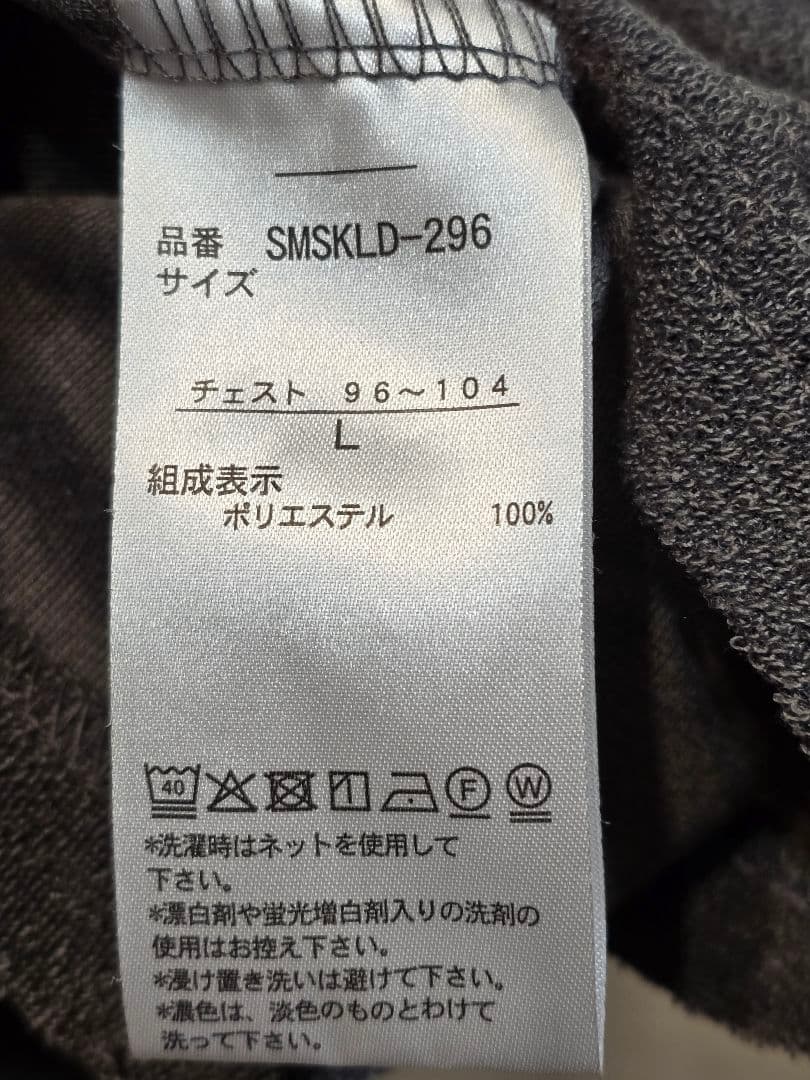 品番 SMSKLD-296
サイズ
チェスト 96～104
L
組成表示
ポリエステル 100%
40 F W
*洗濯時はネットを使用して
下さい。
*漂白剤や蛍光増白剤入りの洗剤の
使用はお控え下さい。
*浸け置き洗いは避けて下さい。
*濃色は、淡色のものとわけて
洗って下さい。